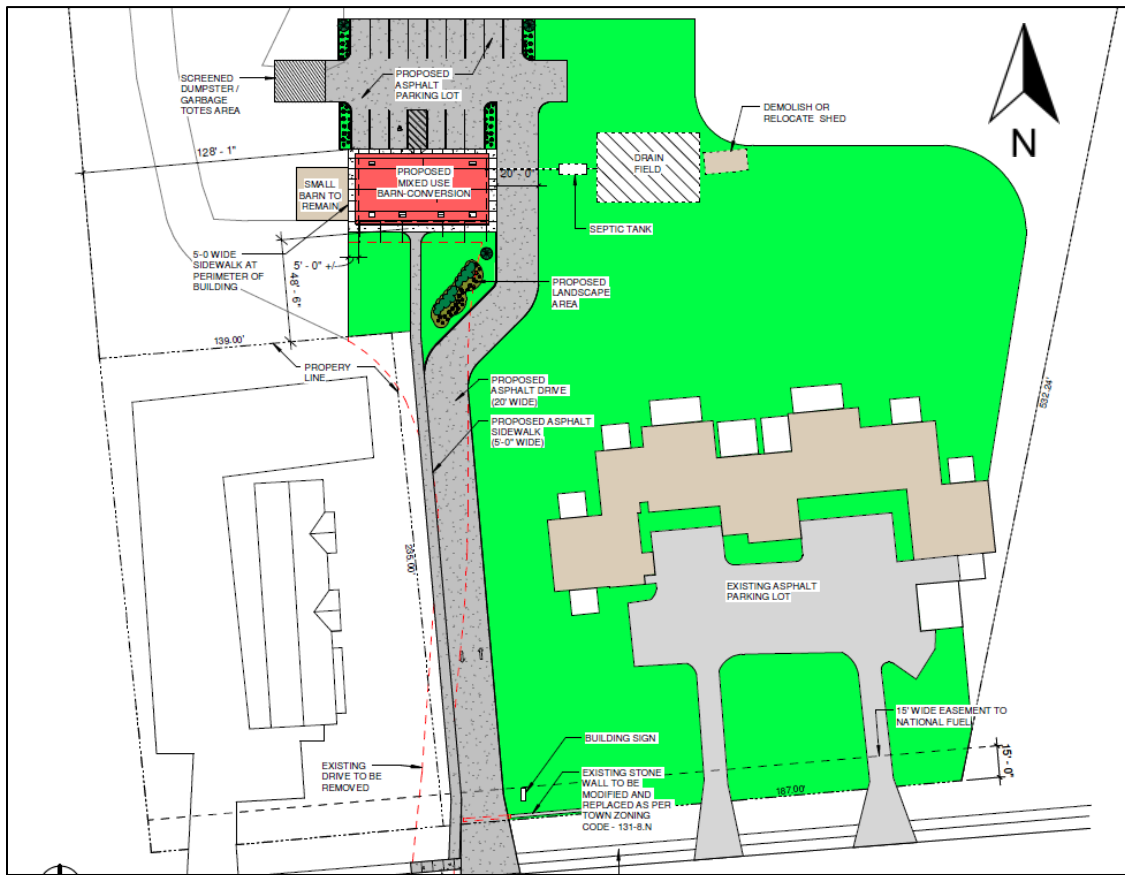 SCREENED
DUMPSTER /
GARBAGE
TOTES AREA
PROPOSED
ASPHALT
PARKING LOT
DEMOLISH OR
RELOCATE SHED
N
128' - 1"
DRAIN
FIELD
PROPOSED
MIXED USE
BARN-CONVERSION
20' - 0"
SMALL
BARN TO
REMAIN
SEPTIC TANK
5-0 WIDE
SIDEWALK AT
PERIMETER OF
BUILDING
5' - 0" +/
48' - 6"
PROPOSED
LANDSCAPE
AREA
139.00'
PROPERY
LINE
PROPOSED
ASPHALT DRIVE
(20' WIDE)
532.24'
PROPOSED ASPHALT
SIDEWALK
(5'-0" WIDE)
235.00'
EXISTING ASPHALT
PARKING LOT
15' WIDE EASEMENT TO
NATIONAL FUEL
BUILDING SIGN
15' - 0"
EXISTING
DRIVE TO BE
REMOVED
EXISTING STONE
WALL TO BE
MODIFIED AND
REPLACED AS PER
TOWN ZONING
CODE - 131-8.N
187.00'